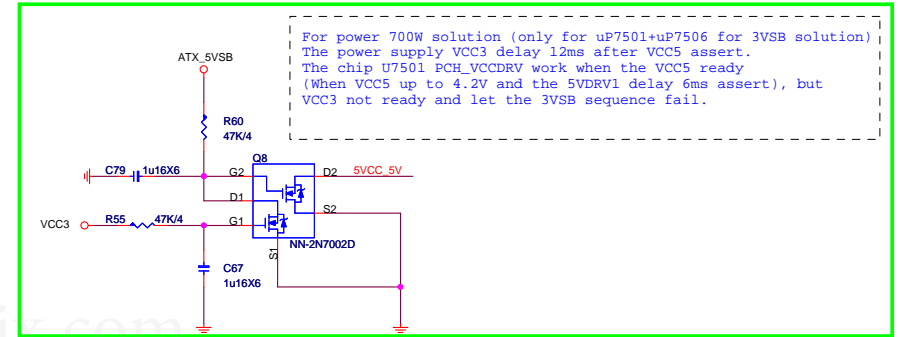 For power 700W solution (only for uP7501+uP7506 for 3VSB solution)
The power supply VCC3 delay 12ms after VCC5 assert.
The chip U7501 PCH_VCCDRV work when the VCC5 ready
(When VCC5 up to 4.2V and the 5VDRV1 delay 6ms assert), but
VCC3 not ready and let the 3VSB sequence fail.
ATX_5VSB
R60
47K/4
Q8
C79
1u16X6
G2
D2
5VCC_5V
D1
S2
VCC3
R55
47K/4
G1
NN-2N7002D
S1
C67
1u16X6
ix.com